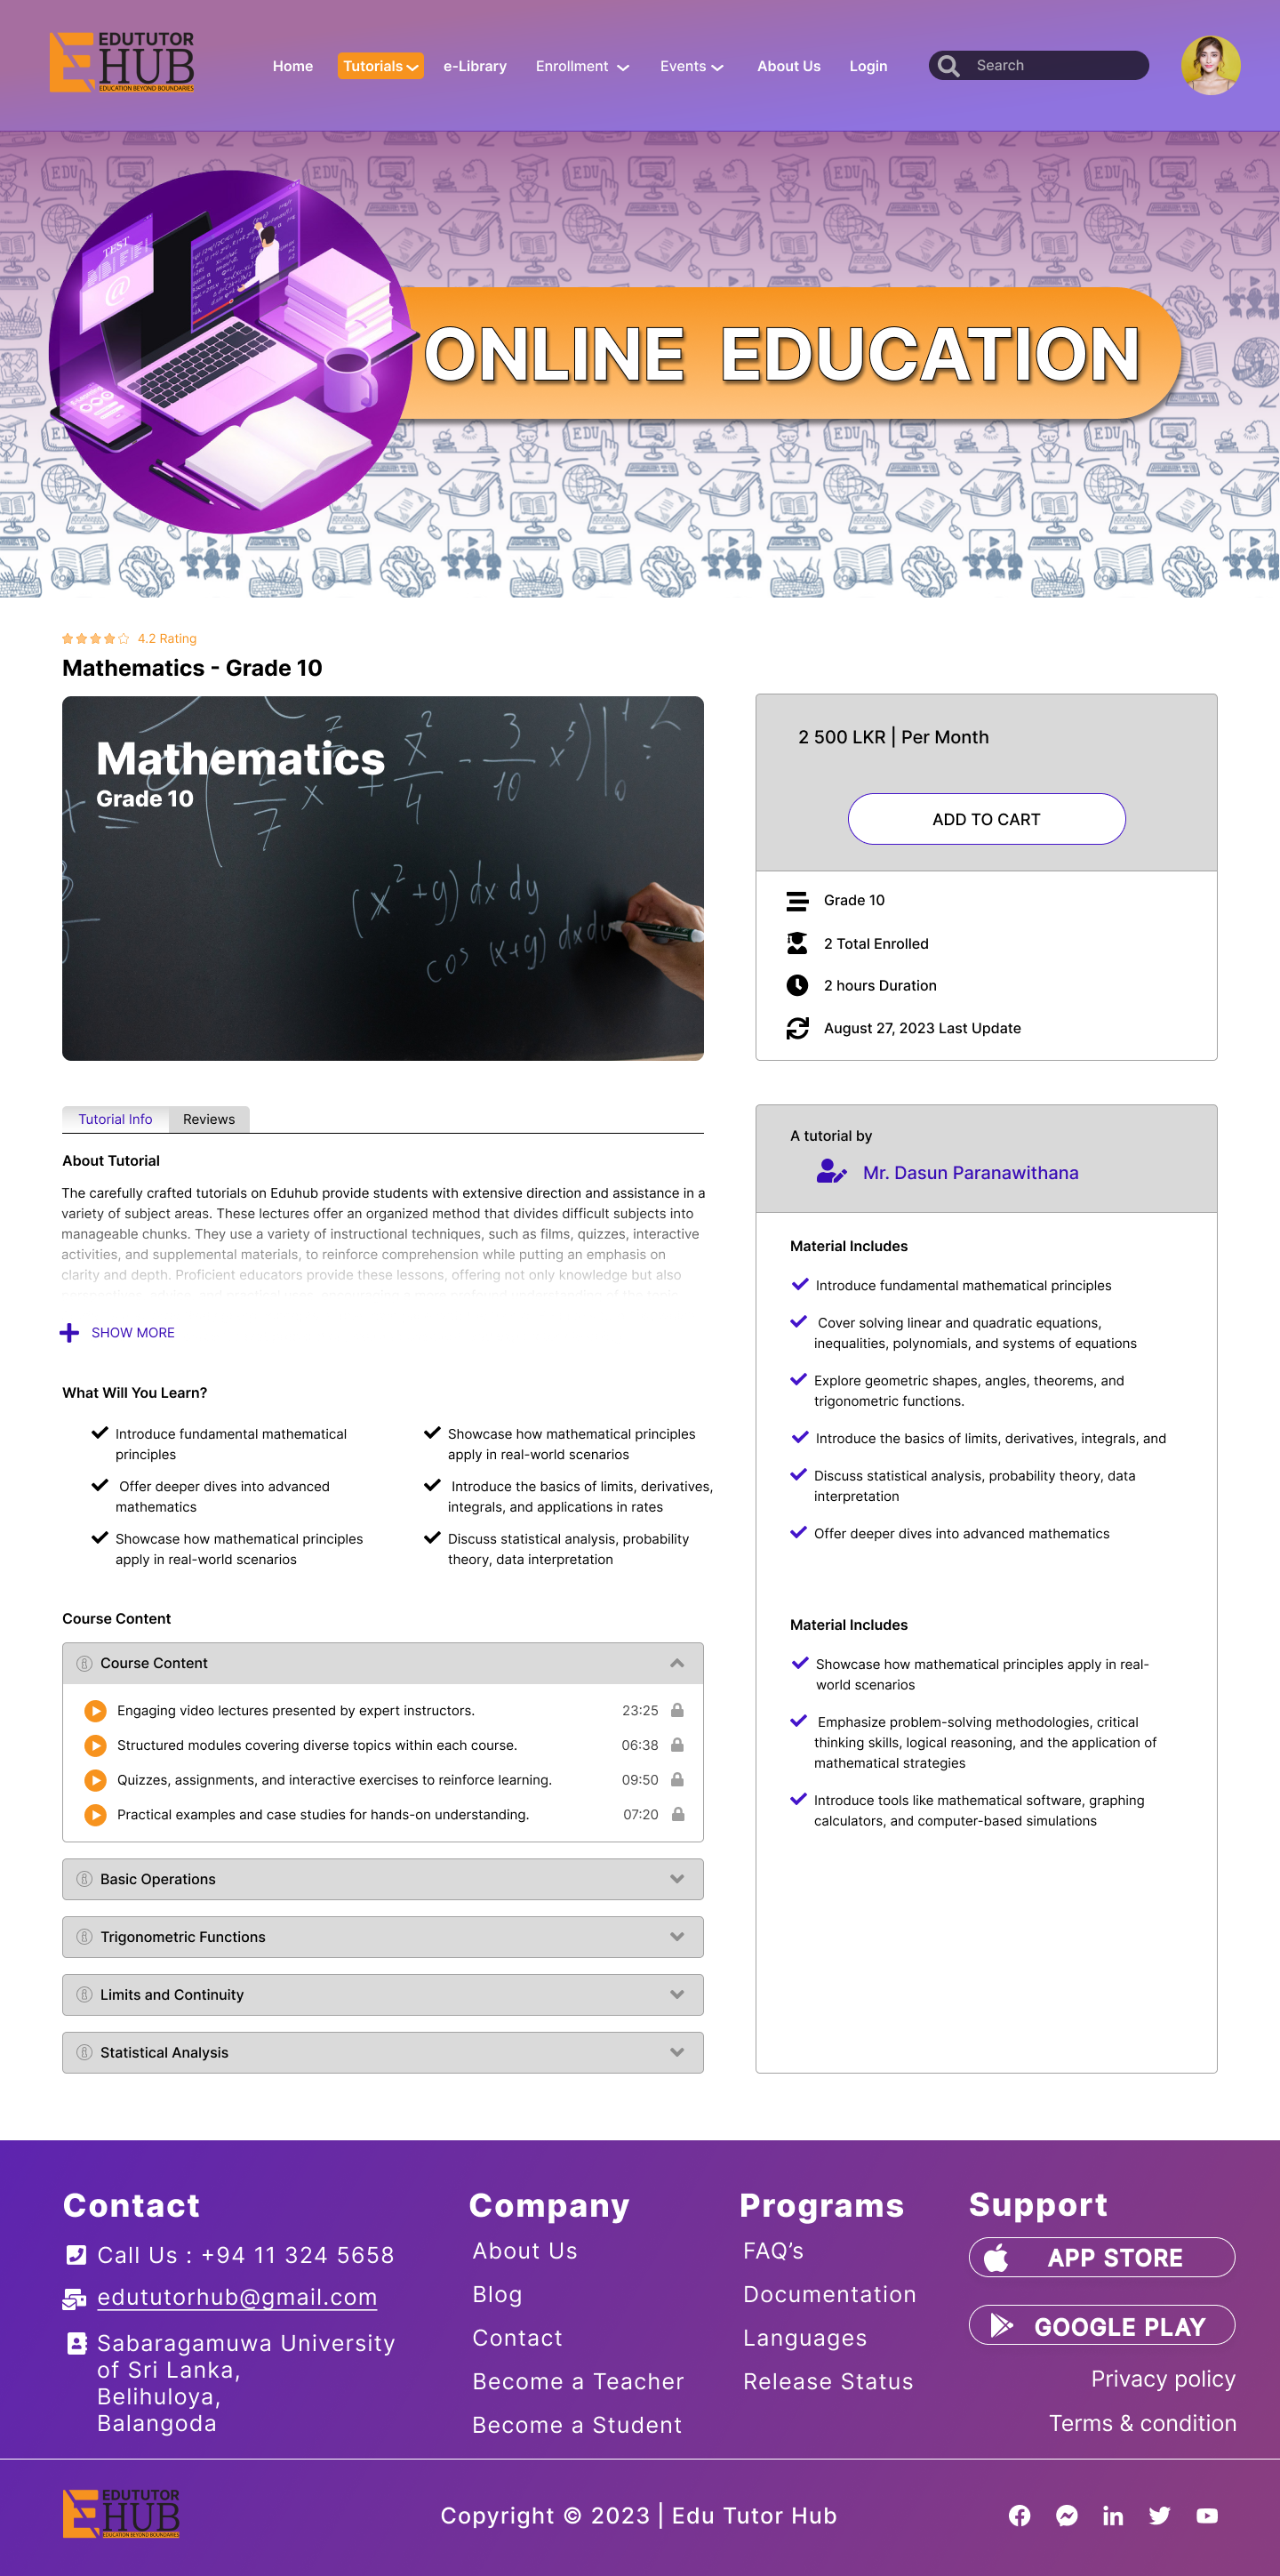 EDUTUTOR
HUB
EDUCATION BEYOND BOUNDARIES
Home
Tutorials
e-Library
Enrollment
Events
About Us
Login
Search
TEST
@
ONLINE EDUCATION
4.2 Rating
Mathematics - Grade 10
Mathematics
Grade 10
2 500 LKR | Per Month
ADD TO CART
Grade 10
2 Total Enrolled
2 hours Duration
August 27, 2023 Last Update
Tutorial Info
Reviews
About Tutorial
The carefully crafted tutorials on Eduhub provide students with extensive direction and assistance in a
variety of subject areas. These lectures offer an organized method that divides difficult subjects into
manageable chunks. They use a variety of instructional techniques, such as films, quizzes, interactive
activities, and supplemental materials, to reinforce comprehension while putting an emphasis on
clarity and depth. Proficient educators provide these lessons, offering not only knowledge but also
SHOW MORE
What Will You Learn?
Introduce fundamental mathematical
principles
Offer deeper dives into advanced
mathematics
Showcase how mathematical principles
apply in real-world scenarios
Showcase how mathematical principles
apply in real-world scenarios
Introduce the basics of limits, derivatives,
integrals, and applications in rates
Discuss statistical analysis, probability
theory, data interpretation
Course Content
Course Content
Engaging video lectures presented by expert instructors. 23:25
Structured modules covering diverse topics within each course. 06:38
Quizzes, assignments, and interactive exercises to reinforce learning. 09:50
Practical examples and case studies for hands-on understanding. 07:20
Basic Operations
Trigonometric Functions
Limits and Continuity
Statistical Analysis
A tutorial by
Mr. Dasun Paranawithana
Material Includes
Introduce fundamental mathematical principles
Cover solving linear and quadratic equations,
inequalities, polynomials, and systems of equations
Explore geometric shapes, angles, theorems, and
trigonometric functions.
Introduce the basics of limits, derivatives, integrals, and
Discuss statistical analysis, probability theory, data
interpretation
Offer deeper dives into advanced mathematics
Material Includes
Showcase how mathematical principles apply in real-
world scenarios
Emphasize problem-solving methodologies, critical
thinking skills, logical reasoning, and the application of
mathematical strategies
Introduce tools like mathematical software, graphing
calculators, and computer-based simulations
Contact
Call Us : +94 11 324 5658
edututorhub@gmail.com
Sabaragamuwa University
of Sri Lanka,
Belihuloya,
Balangoda
Company
About Us
Blog
Contact
Become a Teacher
Become a Student
Programs
FAQ's
Documentation
Languages
Release Status
Support
APP STORE
GOOGLE PLAY
Privacy policy
Terms & condition
EDUTUTOR
HUB
EDUCATION BEYOND BOUNDARIES
Copyright © 2023 | Edu Tutor Hub